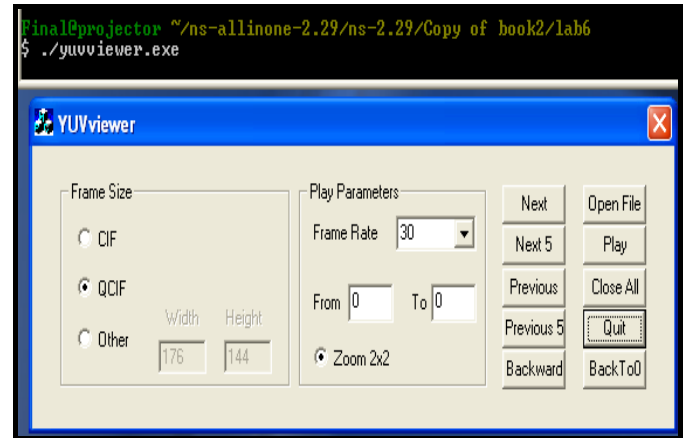 Final@projector ~/ns-allinone-2.29/ns-2.29/Copy of book2/lab6
$ ./yuvviewer.exe
YUVviewer
Frame Size
CIF
QCIF
Other
Width Height
176 144
Play Parameters
Frame Rate 30
From 0 To 0
Zoom 2x2
Next Open File
Next 5 Play
Previous Close All
Previous 5 Quit
Backward BackTo0